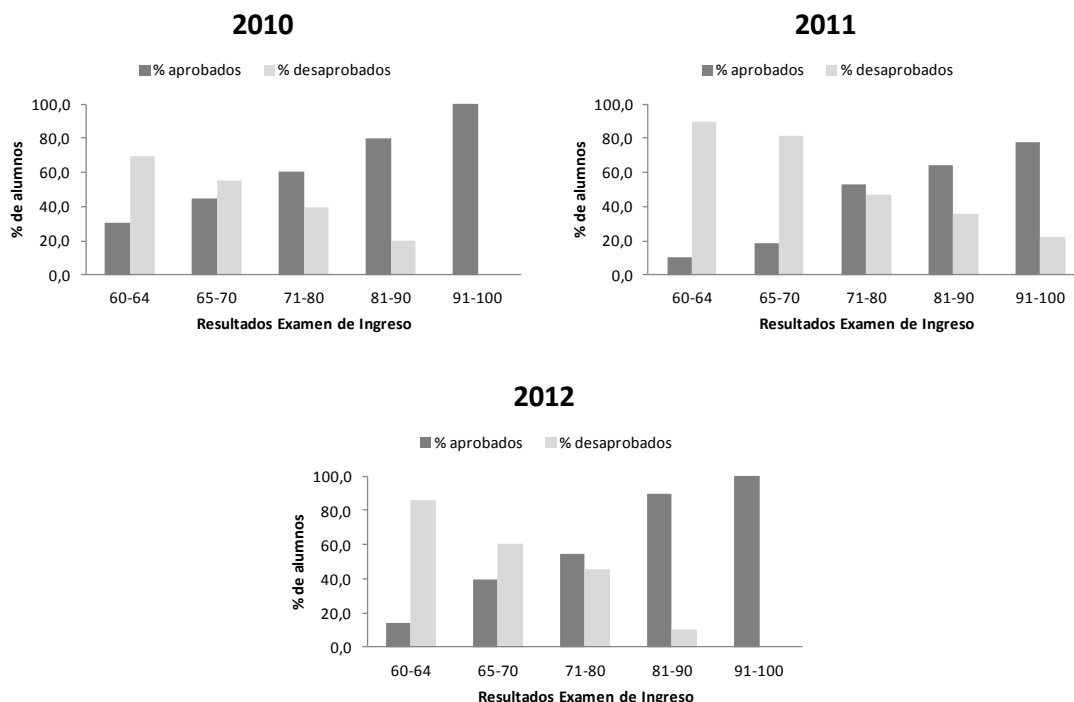 2010
% aprobados % desaprobados
100,0
80,0
60,0
40,0
20,0
0,0
% de alumnos
60-64 65-70 71-80 81-90 91-100
Resultados Examen de Ingreso
2011
% aprobados % desaprobados
100,0
80,0
60,0
40,0
20,0
0,0
% de alumnos
60-64 65-70 71-80 81-90 91-100
Resultados Examen de Ingreso
2012
% aprobados % desaprobados
100,0
80,0
60,0
40,0
20,0
0,0
% de alumnos
60-64 65-70 71-80 81-90 91-100
Resultados Examen de Ingreso